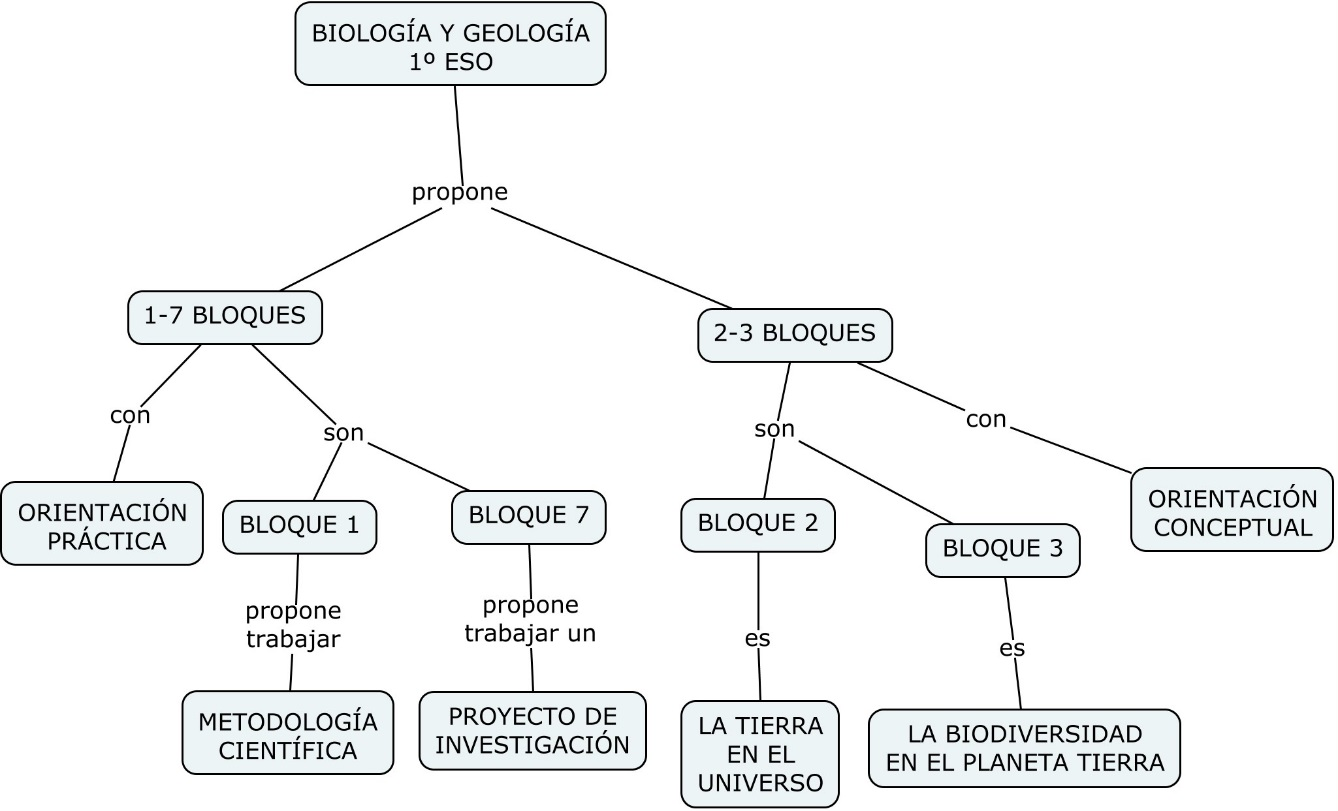 BIOLOGÍA Y GEOLOGÍA
1º ESO
propone
1-7 BLOQUES
2-3 BLOQUES
con
son
son
con
ORIENTACIÓN
PRÁCTICA
BLOQUE 1
BLOQUE 7
BLOQUE 2
BLOQUE 3
ORIENTACIÓN
CONCEPTUAL
propone
trabajar
propone
trabajar un
es
es
METODOLOGÍA
CIENTÍFICA
PROYECTO DE
INVESTIGACIÓN
LA TIERRA
EN EL
UNIVERSO
LA BIODIVERSIDAD
EN EL PLANETA TIERRA